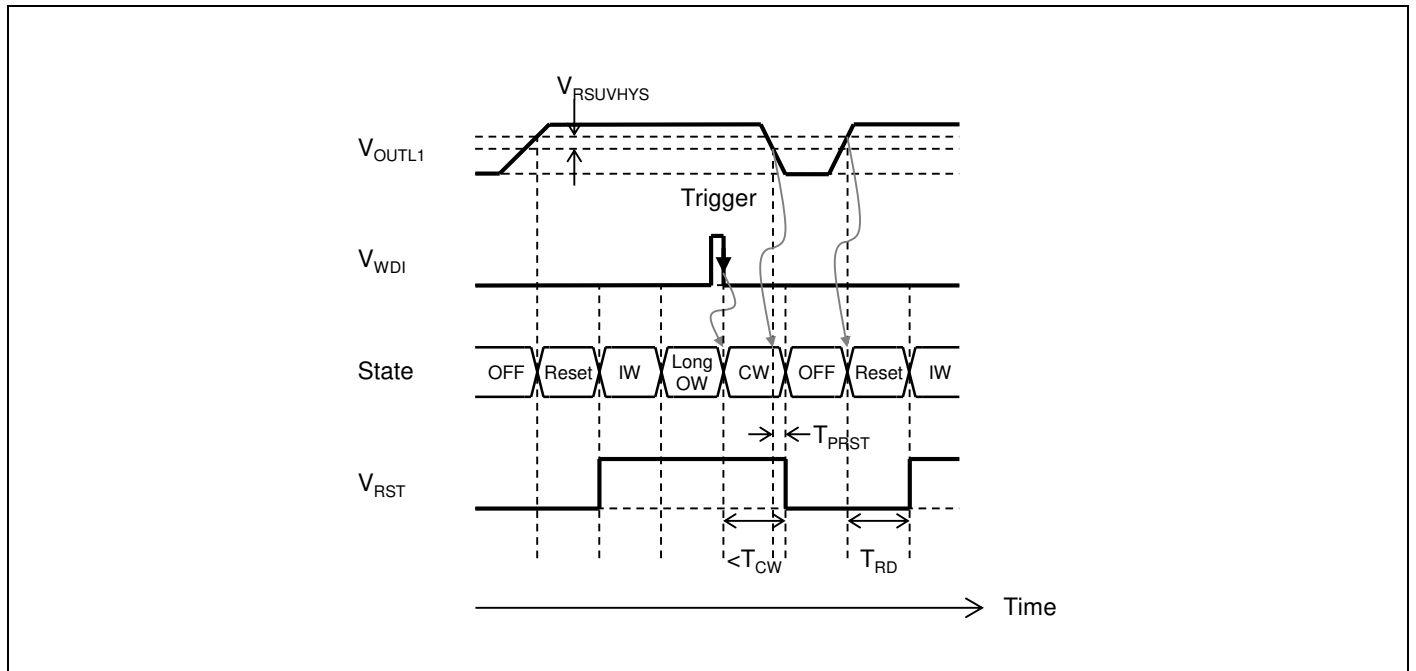 VRSUVHYS
VOUTL1
Trigger
VWDI
State
OFF
Reset
IW
Long
OW
CW
OFF
Reset
IW
TPRST
VRST
<TCW
TRD
Time